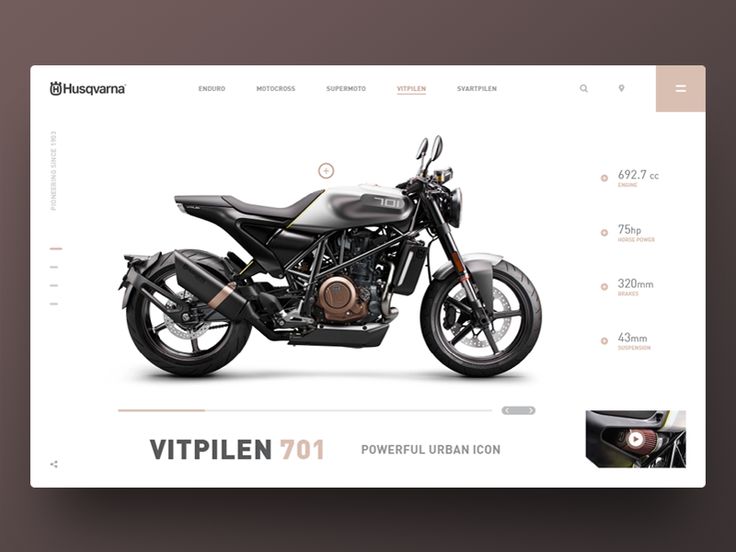 Husqvarna
ENDURO
MOTOCROSS
SUPERMOTO
VITPILEN
SVARTPILEN
PIONEERING SINCE 1903
701
692.7 cc
ENGINE
75hp
HORSE POWER
320mm
BRAKES
43mm
SUSPENSION
VITPILEN 701
POWERFUL URBAN ICON